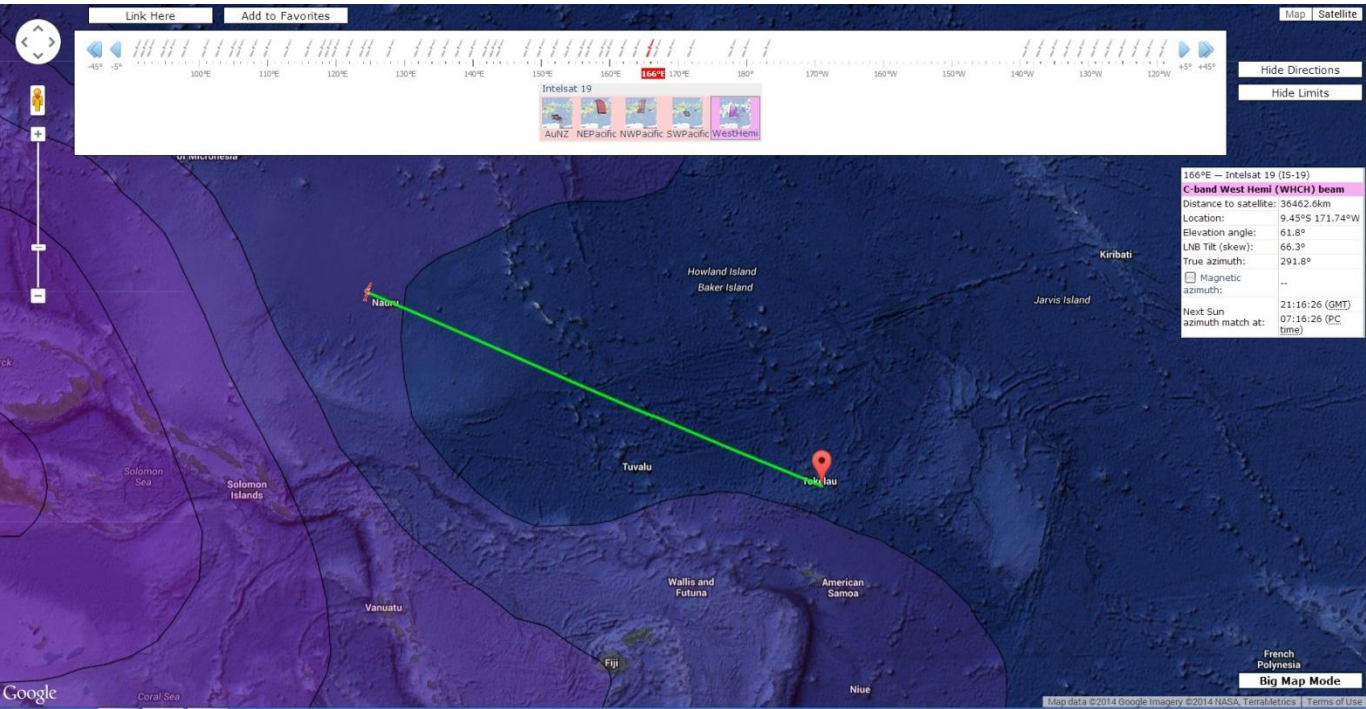 Link Here
Add to Favorites
Map
Satellite
-45° -5°
100°E 110°E 120°E 130°E 140°E 150°E 160°E 166°E 170°E 180° 170°W 160°W 150°W 140°W 130°W 120°W
+5° +45°
Hide Directions
Hide Limits
Intelsat 19
AuNZ NEPacific NWPacific SWPacific WestHemi
of Micronesia
166°E — Intelsat 19 (IS-19)
C-band West Hemi (WHCH) beam
Distance to satellite: 36462.6km
Location: 9.45°S 171.74°W
Elevation angle: 61.8°
LNB Tilt (skew): 66.3°
True azimuth: 291.8°
Magnetic
azimuth: --
Next Sun
azimuth match at:
21:16:26 (GMT)
07:16:26 (PC
time)
Kiribati
Howland Island
Baker Island
Jarvis Island
Nauru
ck-
Solomon
Sea
Solomon
Islands
Tuvalu
Tokelau
Wallis and
Futuna
American
Samoa
Vanuatu
Fiji
French
Polynesia
Big Map Mode
Niue
Google
Coral Sea
Map data ©2014 Google Imagery ©2014 NASA, TerraMetrics
Terms of Use